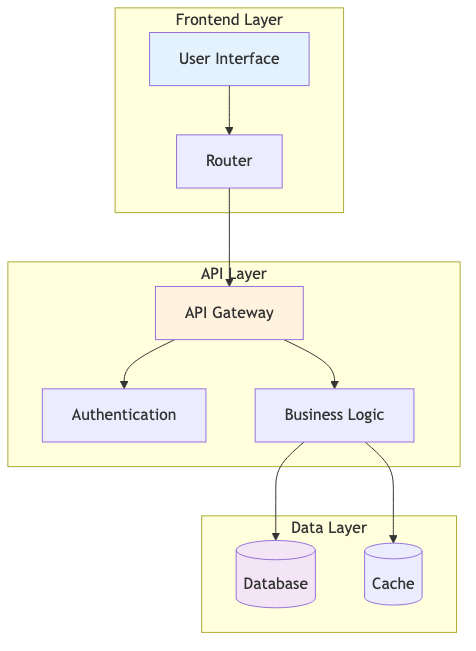 Frontend Layer
User Interface
Router
API Layer
API Gateway
Authentication
Business Logic
Data Layer
Database
Cache